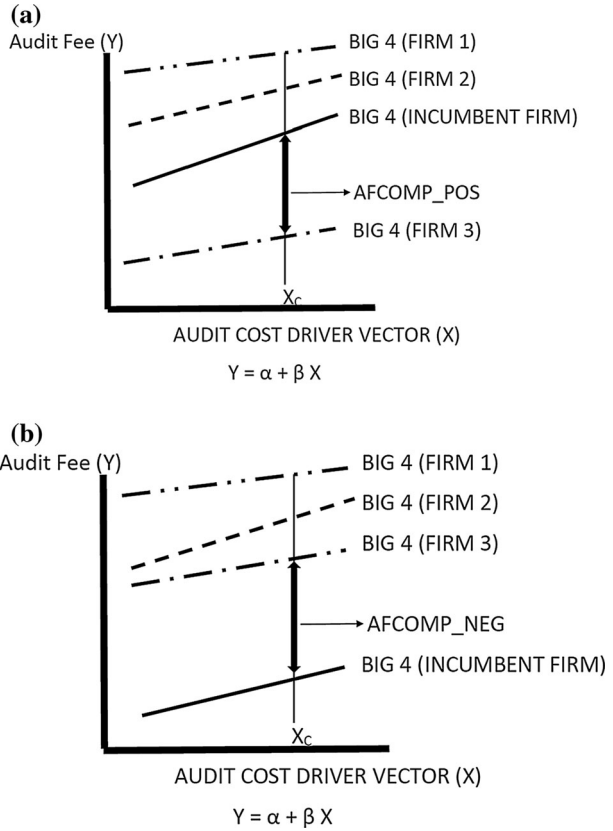 (a)
Audit Fee (Y)
BIG 4 (FIRM 1)
BIG 4 (FIRM 2)
BIG 4 (INCUMBENT FIRM)
AFCOMP_POS
BIG 4 (FIRM 3)
XC
AUDIT COST DRIVER VECTOR (X)
Y = α + β X
(b)
Audit Fee (Y)
BIG 4 (FIRM 1)
BIG 4 (FIRM 2)
BIG 4 (FIRM 3)
AFCOMP_NEG
BIG 4 (INCUMBENT FIRM)
XC
AUDIT COST DRIVER VECTOR (X)
Y = α + β X